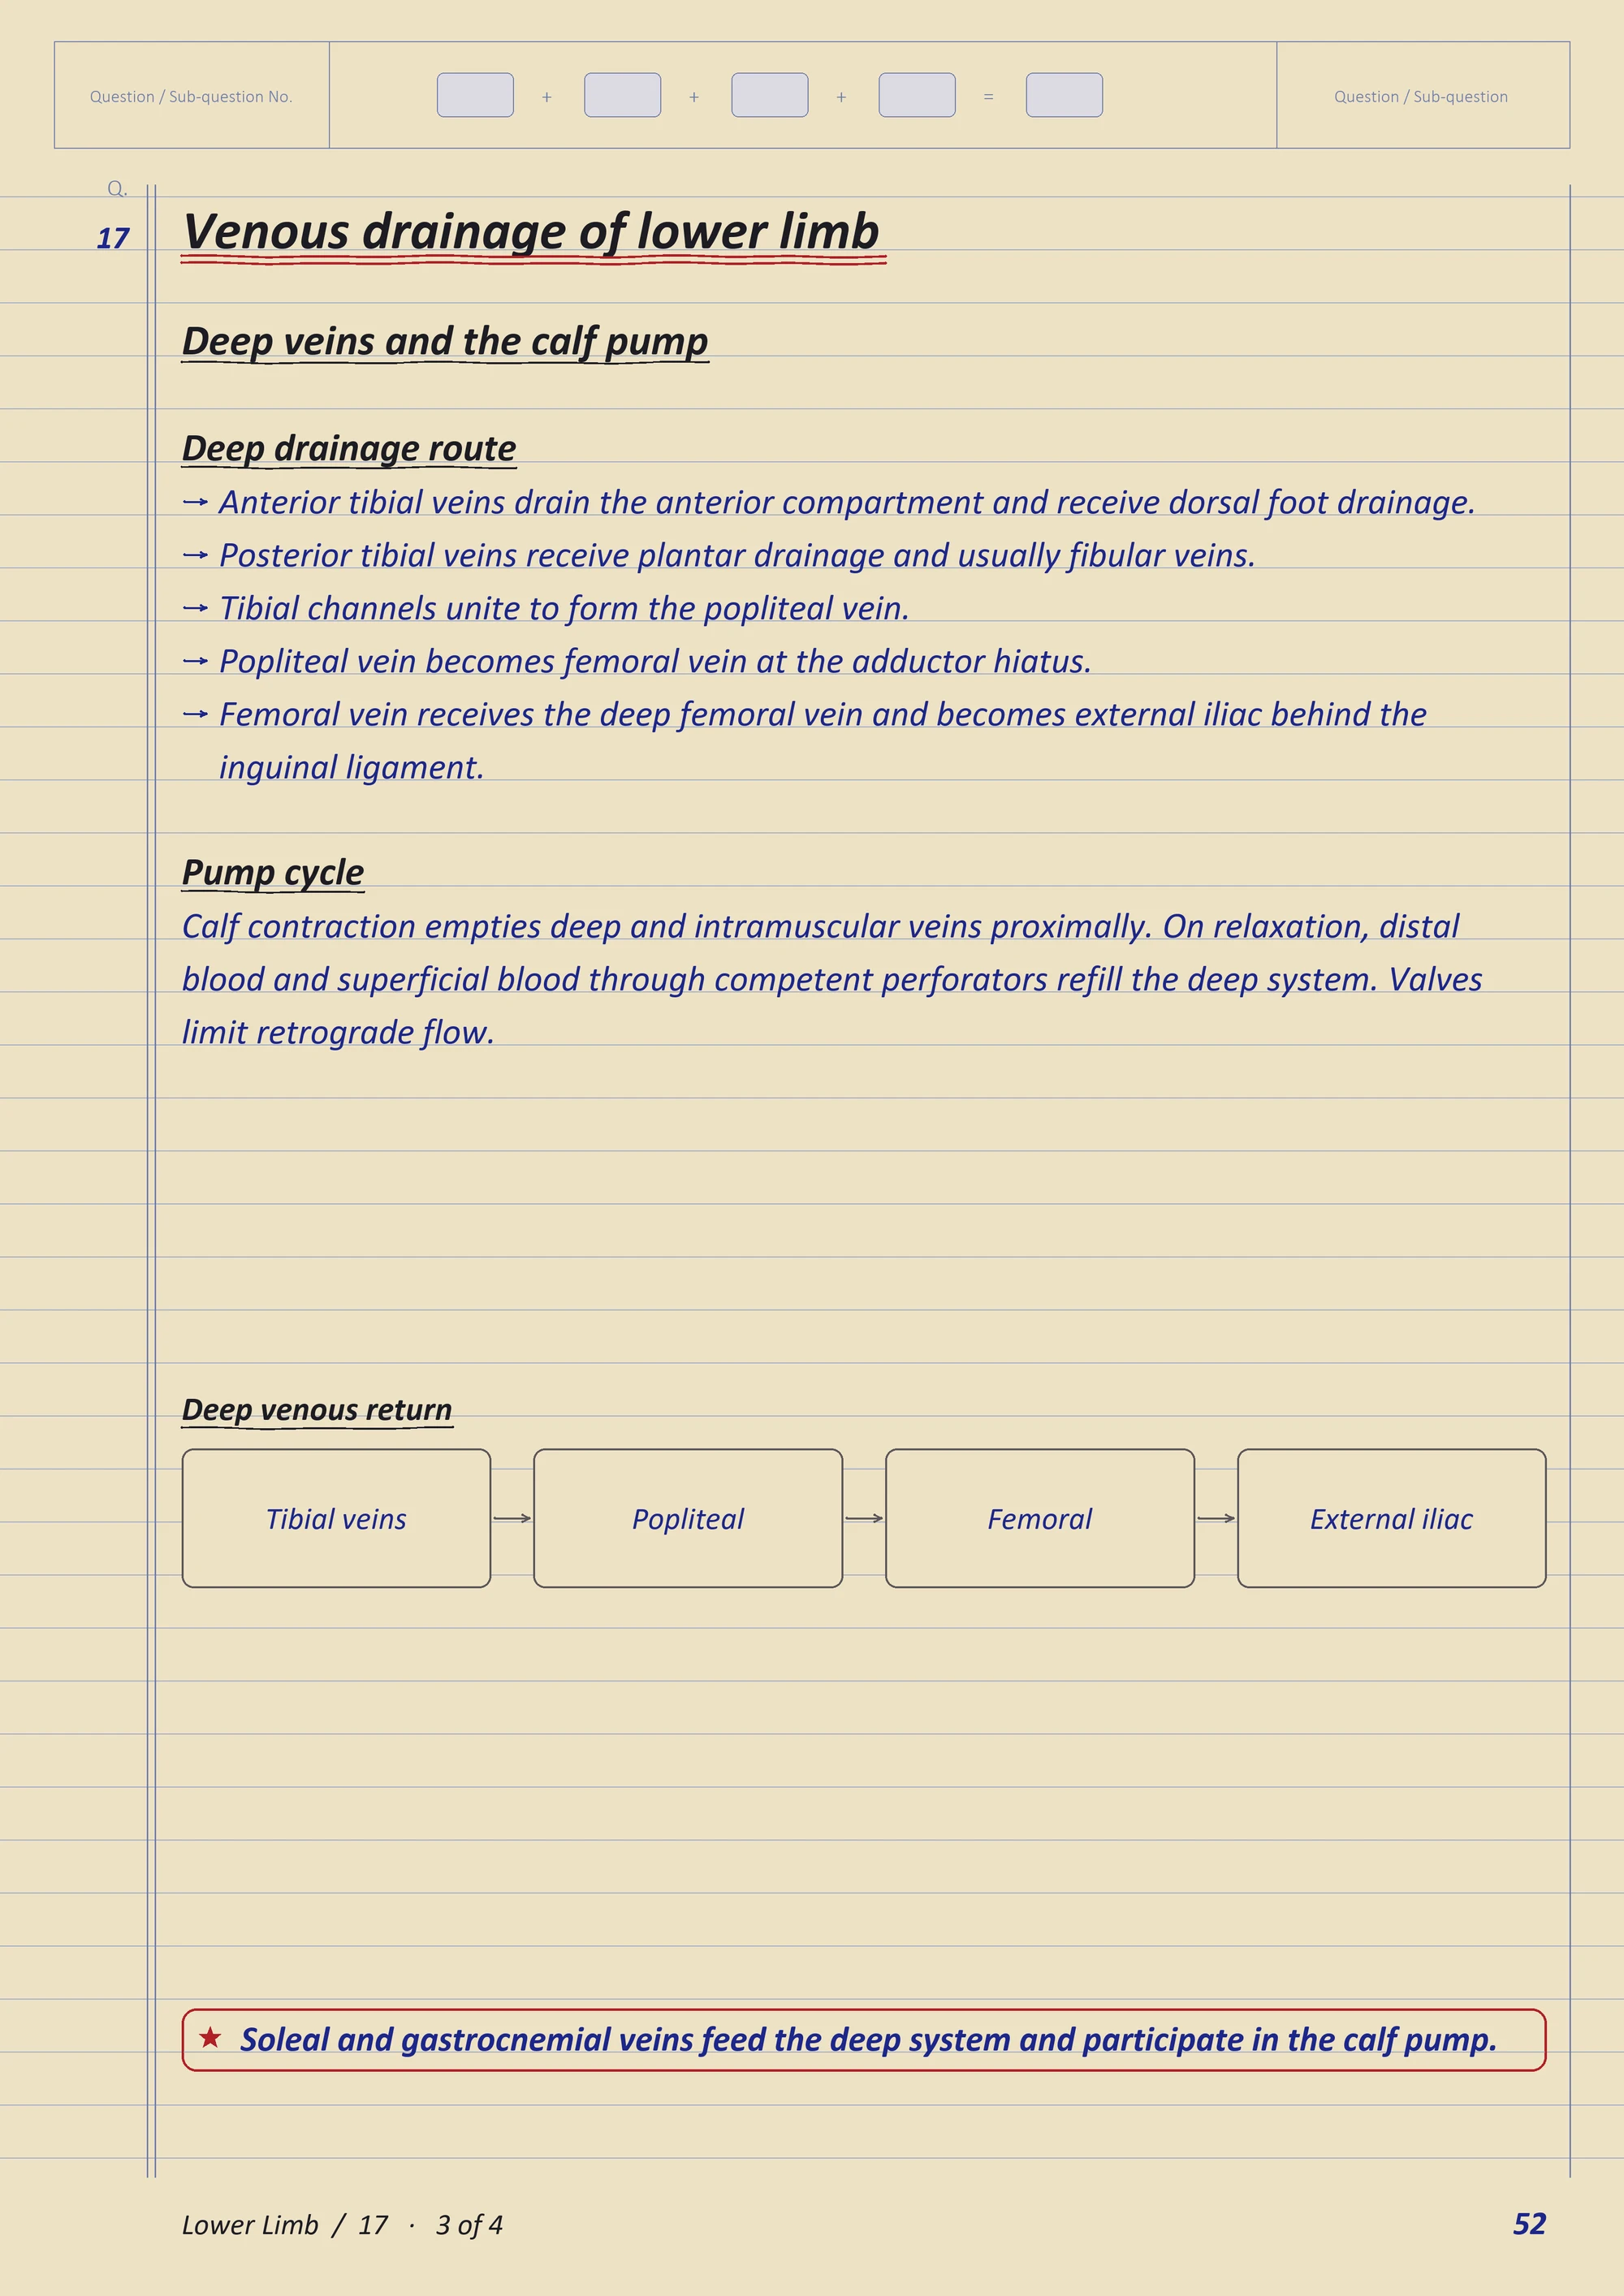 Question / Sub-question No.
+ + + =
Question / Sub-question
Q.
17
Venous drainage of lower limb
Deep veins and the calf pump
Deep drainage route
→ Anterior tibial veins drain the anterior compartment and receive dorsal foot drainage.
→ Posterior tibial veins receive plantar drainage and usually fibular veins.
→ Tibial channels unite to form the popliteal vein.
→ Popliteal vein becomes femoral vein at the adductor hiatus.
→ Femoral vein receives the deep femoral vein and becomes external iliac behind the
inguinal ligament.
Pump cycle
Calf contraction empties deep and intramuscular veins proximally. On relaxation, distal
blood and superficial blood through competent perforators refill the deep system. Valves
limit retrograde flow.
Deep venous return
Tibial veins → Popliteal → Femoral → External iliac
★ Soleal and gastrocnemial veins feed the deep system and participate in the calf pump.
Lower Limb / 17 · 3 of 4
52